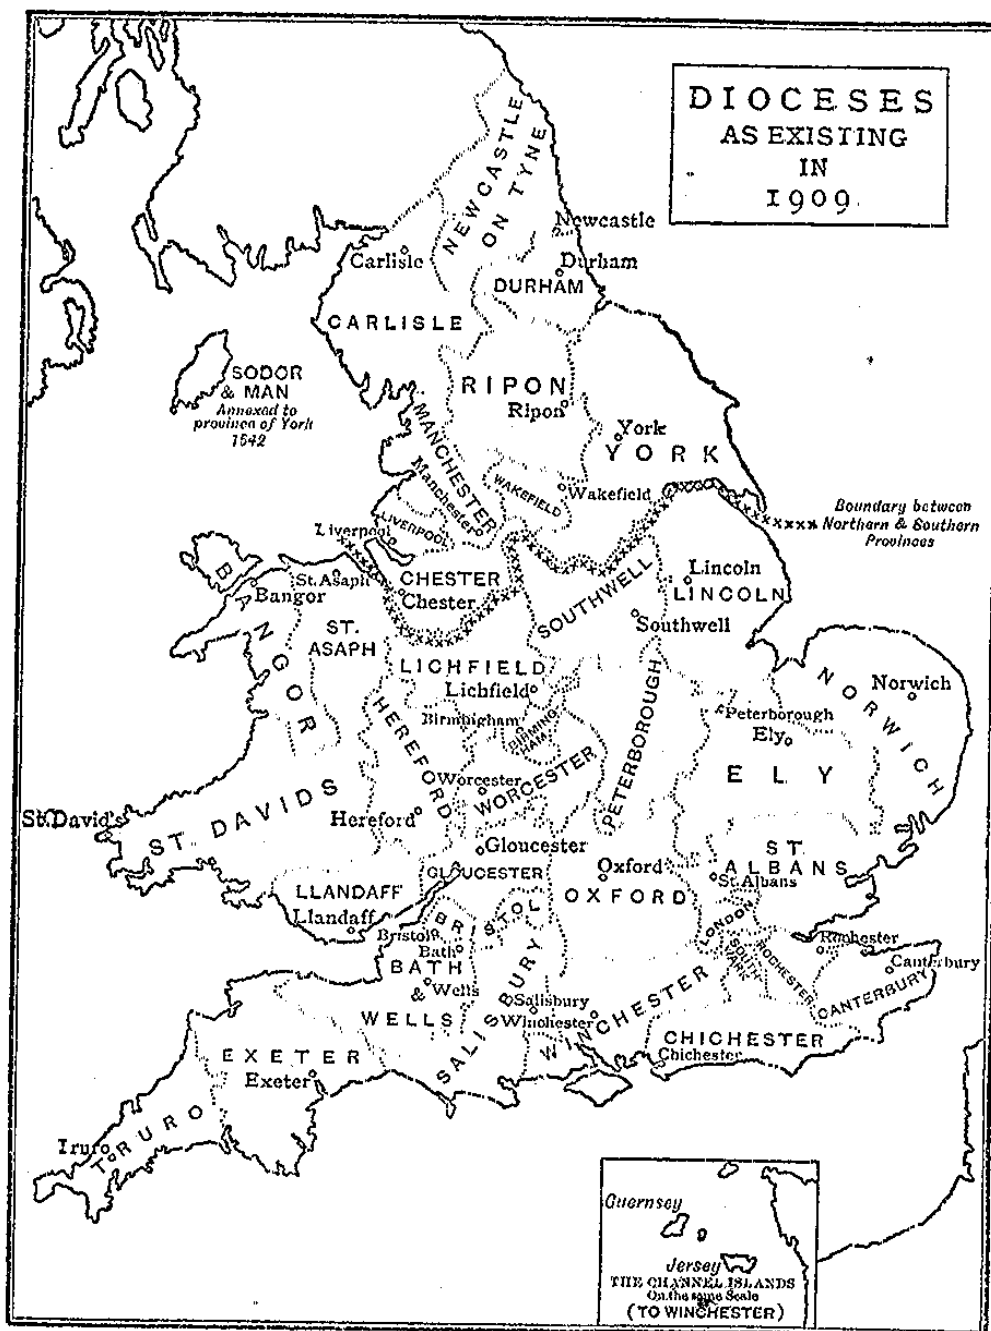 DIOCESES
AS EXISTING
IN
1909.
NEWCASTLE
ON TYNE
Newcastle
Carlisle
Durham
DURHAM
CARLISLE
SODOR
& MAN
Annexed to
province of York
1542
RIPON
Ripon
York
YORK
MANCHESTER
Manchester
WAKEFIELD
Wakefield
Boundary between
Northern & Southern
Provinces
Liverpool
LIVERPOOL
CHESTER
Chester
SOUTHWELL
Southwell
Lincoln
LINCOLN
BANGOR
Bangor
St. Asaph
ST.
ASAPH
LICHFIELD
Lichfield
HEREFORD
Hereford
Birmingham
BIRMING
HAM
PETERBOROUGH
Peterborough
NORWICH
Norwich
Ely
ELY
Worcester
WORCESTER
St. David's
ST DAVIDS
Gloucester
GLOUCESTER
Oxford
OXFORD
ST.
ALBANS
St. Albans
LLANDAFF
Llandaff
BRISTOL
Bristol
Bath
BATH
&
Wells
WELLS
LONDON
SOUTH
WARK
ROCHESTER
Rochester
Canterbury
CANTERBURY
SALISBURY
Salisbury
Winchester
WINCHESTER
CHICHESTER
Chichester
EXETER
Exeter
TRURO
Truro
Guernsey
Jersey
THE CHANNEL ISLANDS
On the same Scale
(TO WINCHESTER)